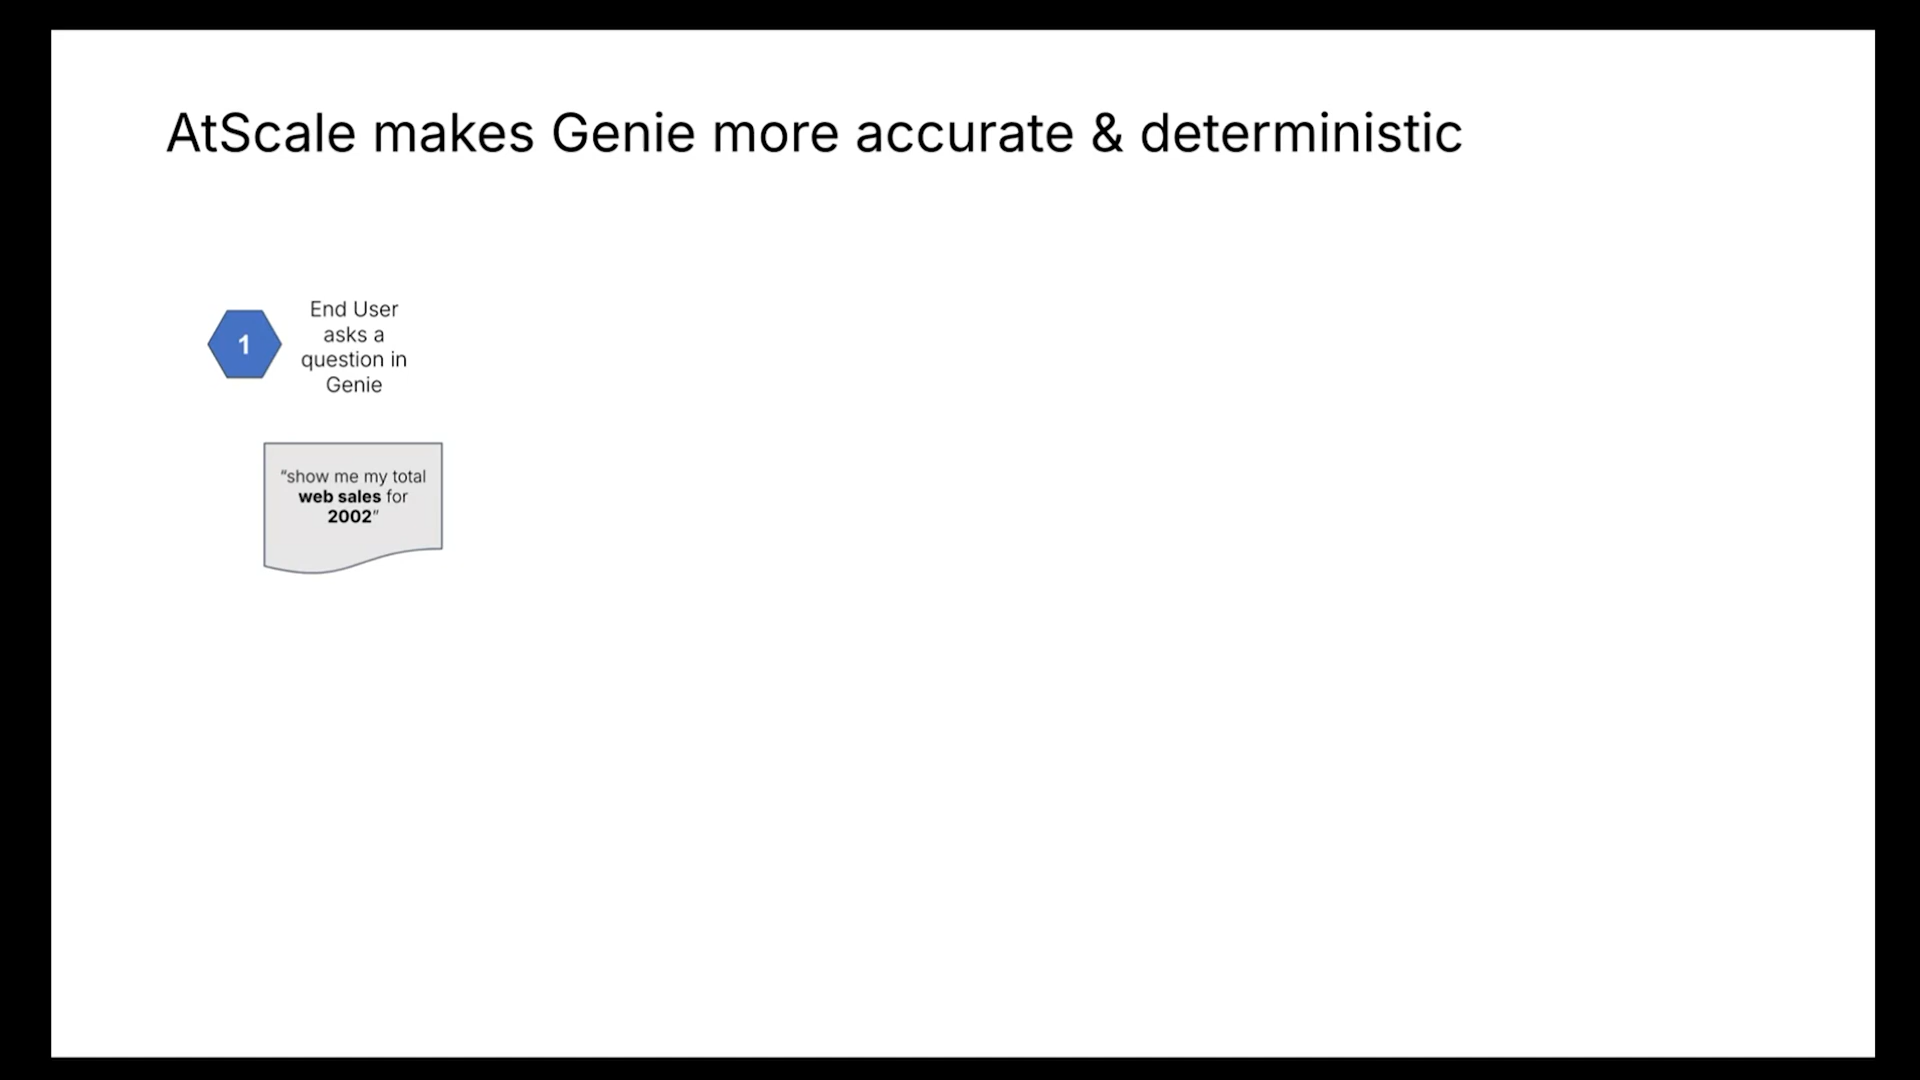 AtScale makes Genie more accurate & deterministic
1
End User
asks a
question in
Genie
“show me my total
web sales for
2002”